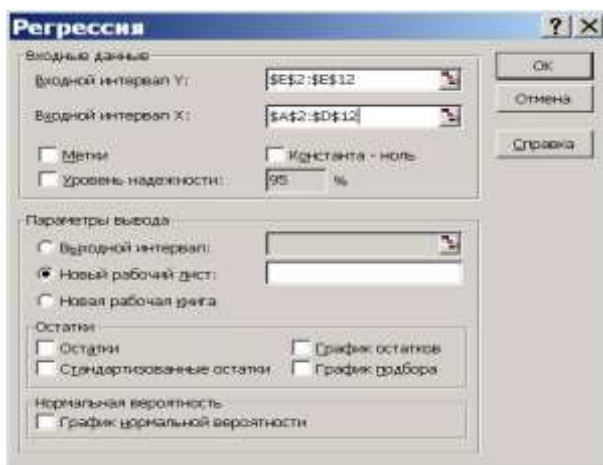 Регрессия
Входные данные
Входной интервал Y: $E$2:$E$12
Входной интервал X: $A$2:$D$12
Метки
Константа - ноль
Уровень надежности: 95 %
ОК
Отмена
Справка
Параметры вывода
Выходной интервал:
Новый рабочий лист:
Новая рабочая книга
Остатки
Остатки
График остатков
Стандартизованные остатки
График подбора
Нормальная вероятность
График нормальной вероятности